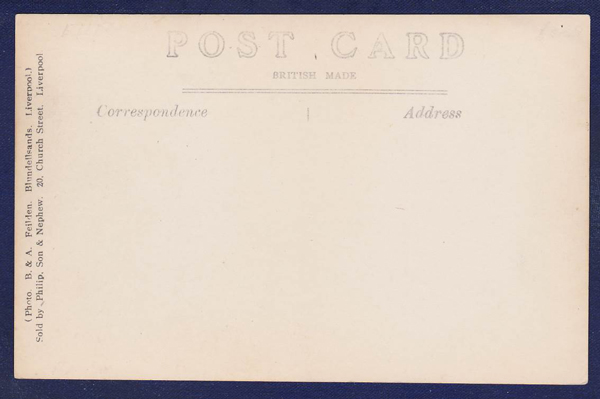 POST CARD
BRITISH MADE
Correspondence | Address
(Photo. B. & A. Feilden. Blundellsands. Liverpool.)
Sold by Philip, Son & Nephew. 20, Church Street. Liverpool